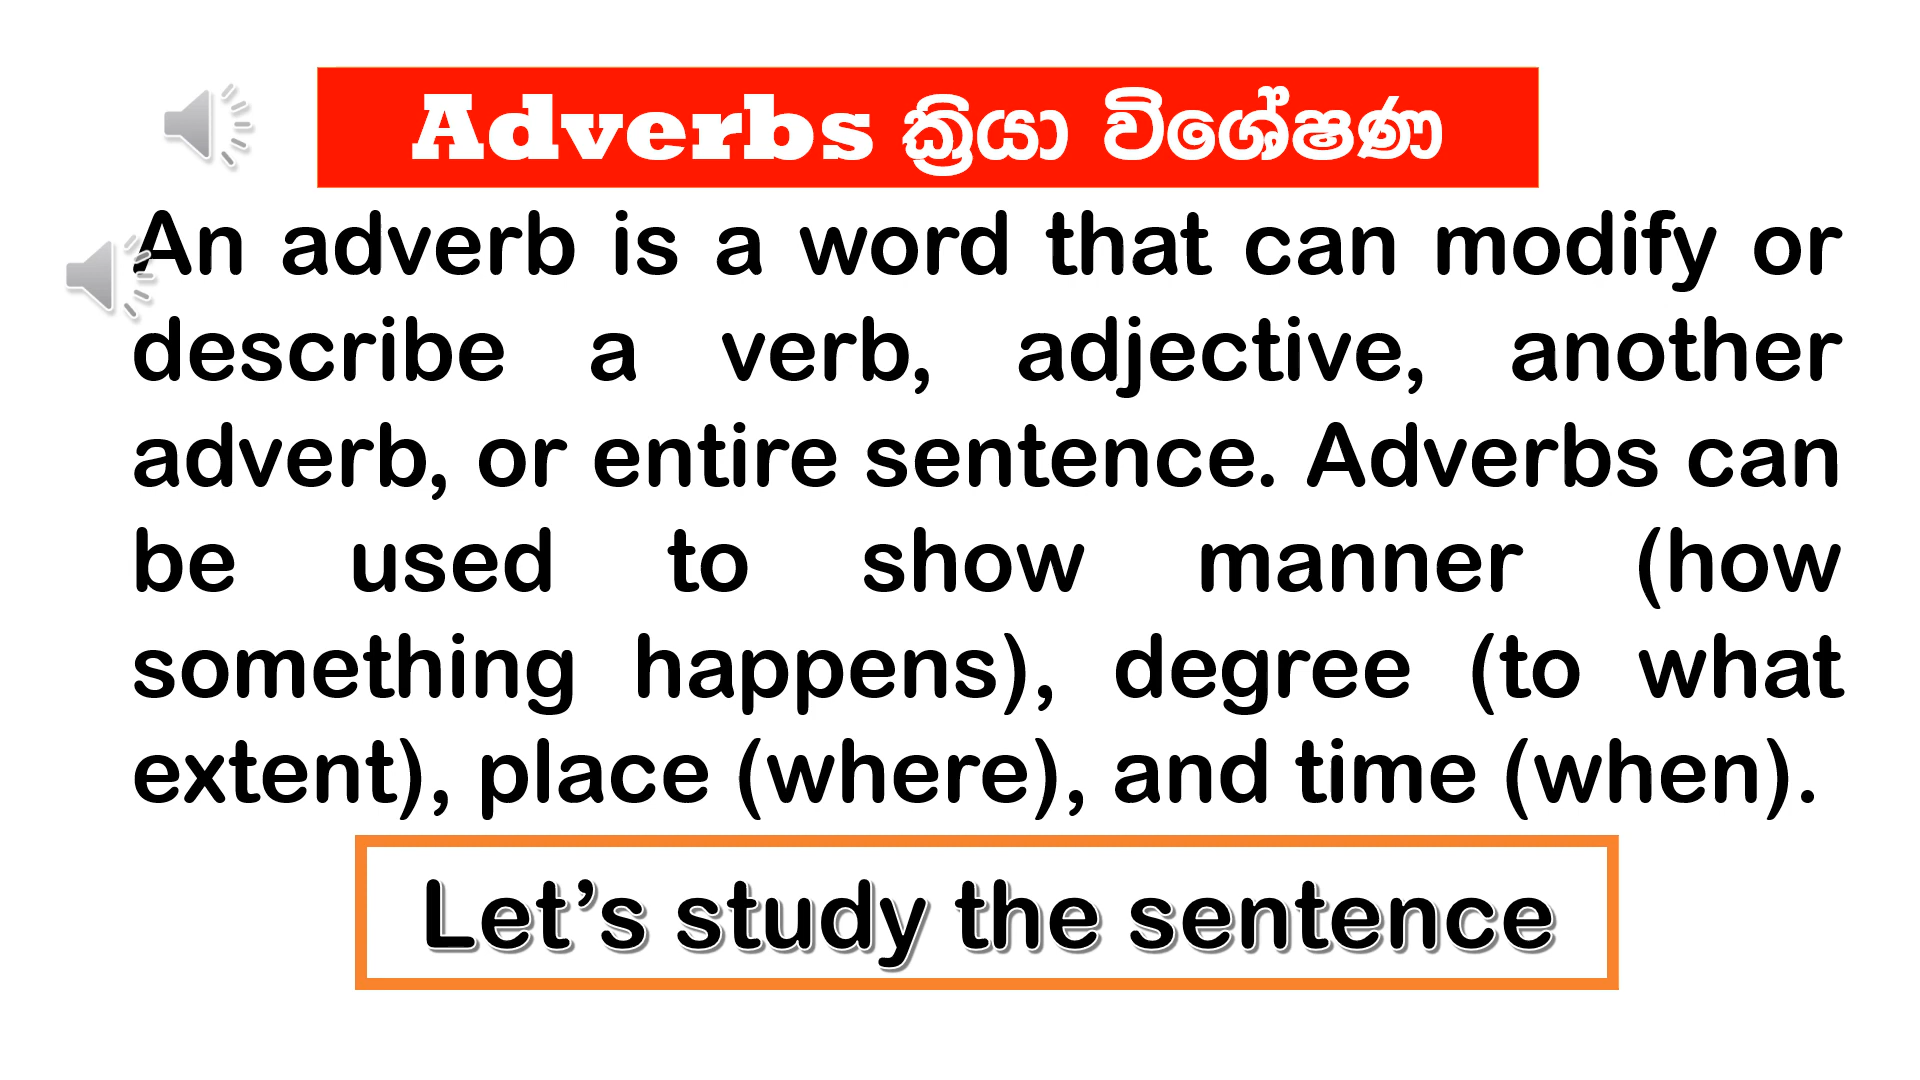 Adverbs ක්‍රියා විශේෂණ
An adverb is a word that can modify or
describe a verb, adjective, another
adverb, or entire sentence. Adverbs can
be used to show manner (how
something happens), degree (to what
extent), place (where), and time (when).
Let’s study the sentence